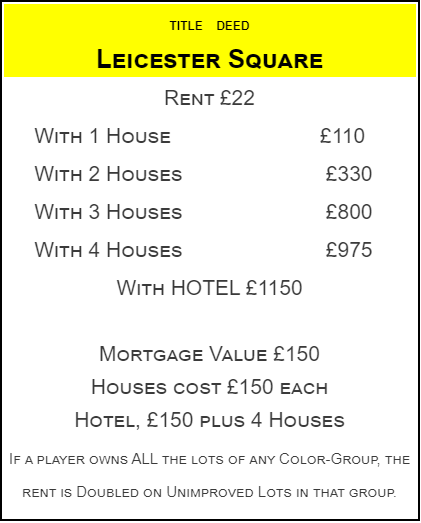 TITLE DEED
LEICESTER SQUARE
RENT £22
WITH 1 HOUSE £110
WITH 2 HOUSES £330
WITH 3 HOUSES £800
WITH 4 HOUSES £975
WITH HOTEL £1150
MORTGAGE VALUE £150
HOUSES COST £150 EACH
HOTEL, £150 PLUS 4 HOUSES
IF A PLAYER OWNS ALL THE LOTS OF ANY COLOR-GROUP, THE
RENT IS DOUBLED ON UNIMPROVED LOTS IN THAT GROUP.